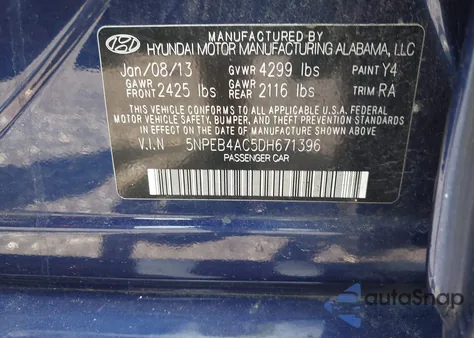 MANUFACTURED BY
HYUNDAI MOTOR MANUFACTURING ALABAMA, LLC
Jan/08/13 GVWR 4299 lbs PAINT Y4
GAWR FRONT 2425 lbs GAWR REAR 2116 lbs TRIM RA
THIS VEHICLE CONFORMS TO ALL APPLICABLE U.S.A. FEDERAL
MOTOR VEHICLE SAFETY, BUMPER, AND THEFT PREVENTION
STANDARDS IN EFFECT ON THE DATE OF MANUFACTURE SHOWN ABOVE.
V.I.N 5NPEB4AC5DH671396
PASSENGER CAR
autoSnap